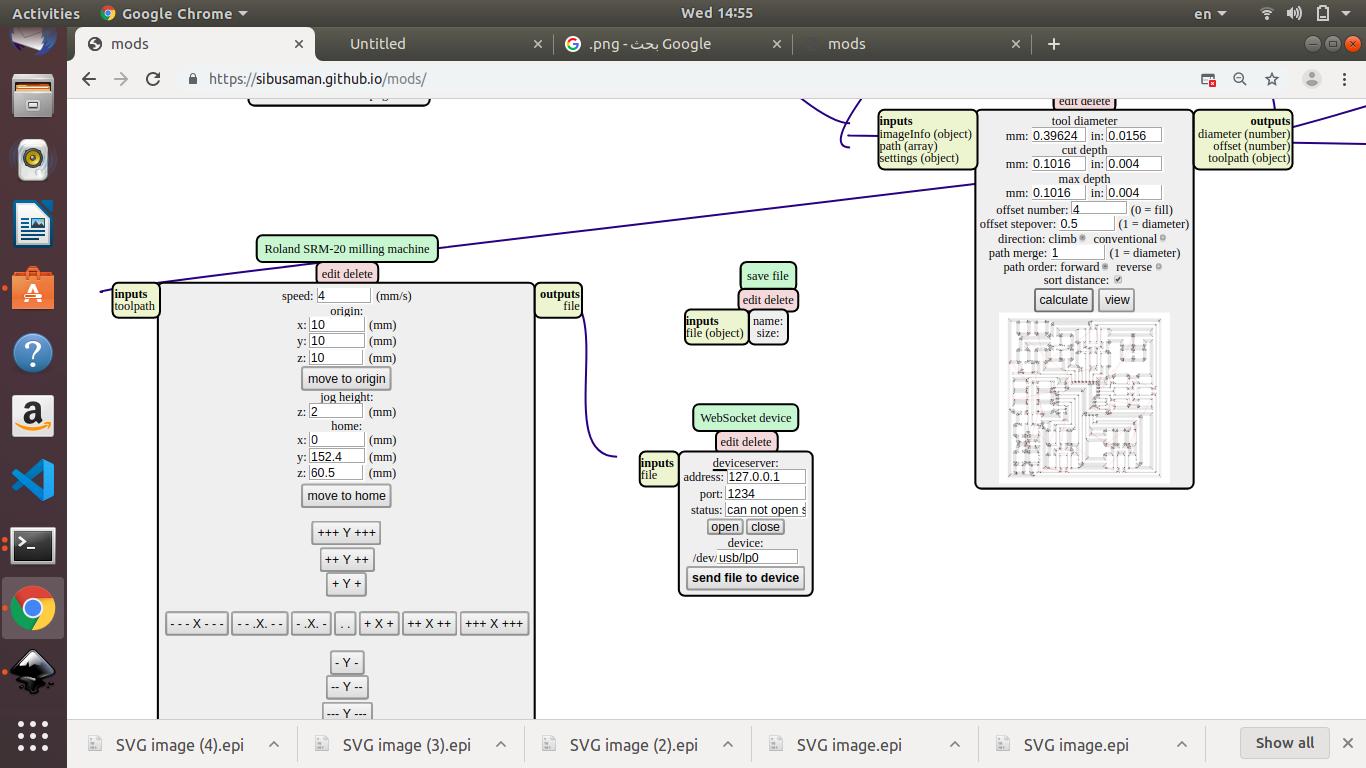 Activities
Google Chrome
Wed 14:55
en
mods
Untitled
.png - بحث Google
mods
https://sibusaman.github.io/mods/
edit delete
inputs
imageInfo (object)
path (array)
settings (object)
tool diameter
mm: 0.39624 in: 0.0156
cut depth
mm: 0.1016 in: 0.004
max depth
mm: 0.1016 in: 0.004
offset number: 4 (0 = fill)
offset stepover: 0.5 (1 = diameter)
direction: climb conventional
path merge: 1 (1 = diameter)
path order: forward reverse
sort distance:
calculate view
outputs
diameter (number)
offset (number)
toolpath (object)
Roland SRM-20 milling machine
edit delete
inputs
toolpath
speed: 4 (mm/s)
origin:
x: 10 (mm)
y: 10 (mm)
z: 10 (mm)
move to origin
jog height:
z: 2 (mm)
home:
x: 0 (mm)
y: 152.4 (mm)
z: 60.5 (mm)
move to home
+++ Y +++
++ Y ++
+ Y +
- - - X - - - - - .X. - - - .X. - . . + X + ++ X ++ +++ X +++
- Y -
-- Y --
--- Y ---
outputs
file
save file
edit delete
inputs
file (object)
name:
size:
WebSocket device
edit delete
inputs
file
deviceserver:
address: 127.0.0.1
port: 1234
status: can not open s
open close
device:
/dev/ usb/lp0
send file to device
SVG image (4).epi
SVG image (3).epi
SVG image (2).epi
SVG image.epi
SVG image.epi
Show all